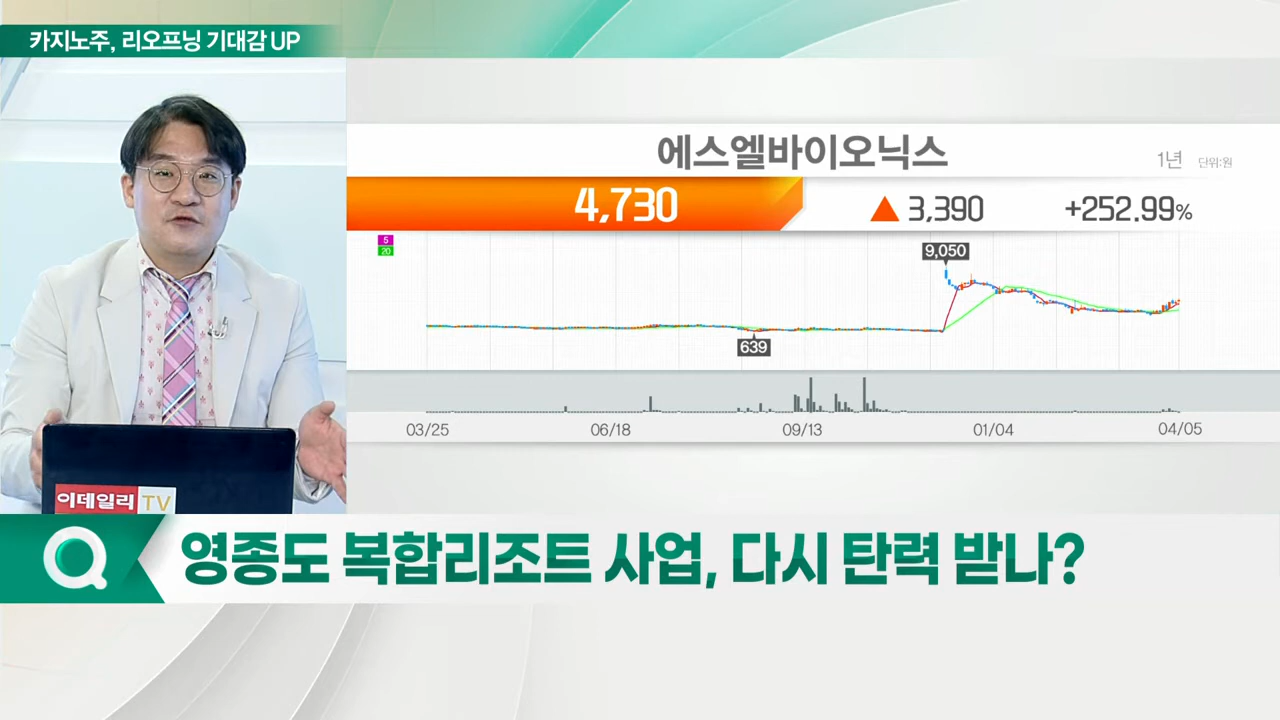 카지노주, 리오프닝 기대감 UP
에스엘바이오닉스
1년 단위:원
4,730 ▲ 3,390 +252.99%
5
20
9,050
639
03/25 06/18 09/13 01/04 04/05
이데일리 TV
Q 영종도 복합리조트 사업, 다시 탄력 받나?